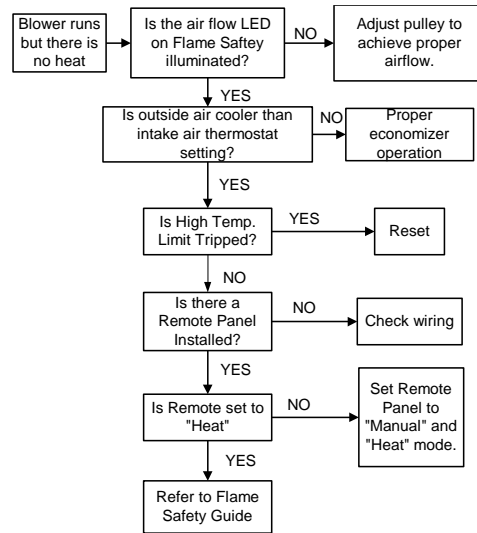 Blower runs
but there is
no heat
Is the air flow LED
on Flame Saftey
illuminated?
NO
Adjust pulley to
achieve proper
airflow.
YES
Is outside air cooler than
intake air thermostat
setting?
NO
Proper
economizer
operation
YES
Is High Temp.
Limit Tripped?
YES
Reset
NO
Is there a
Remote Panel
Installed?
NO
Check wiring
YES
Is Remote set to
"Heat"
NO
Set Remote
Panel to
"Manual" and
"Heat" mode.
YES
Refer to Flame
Safety Guide